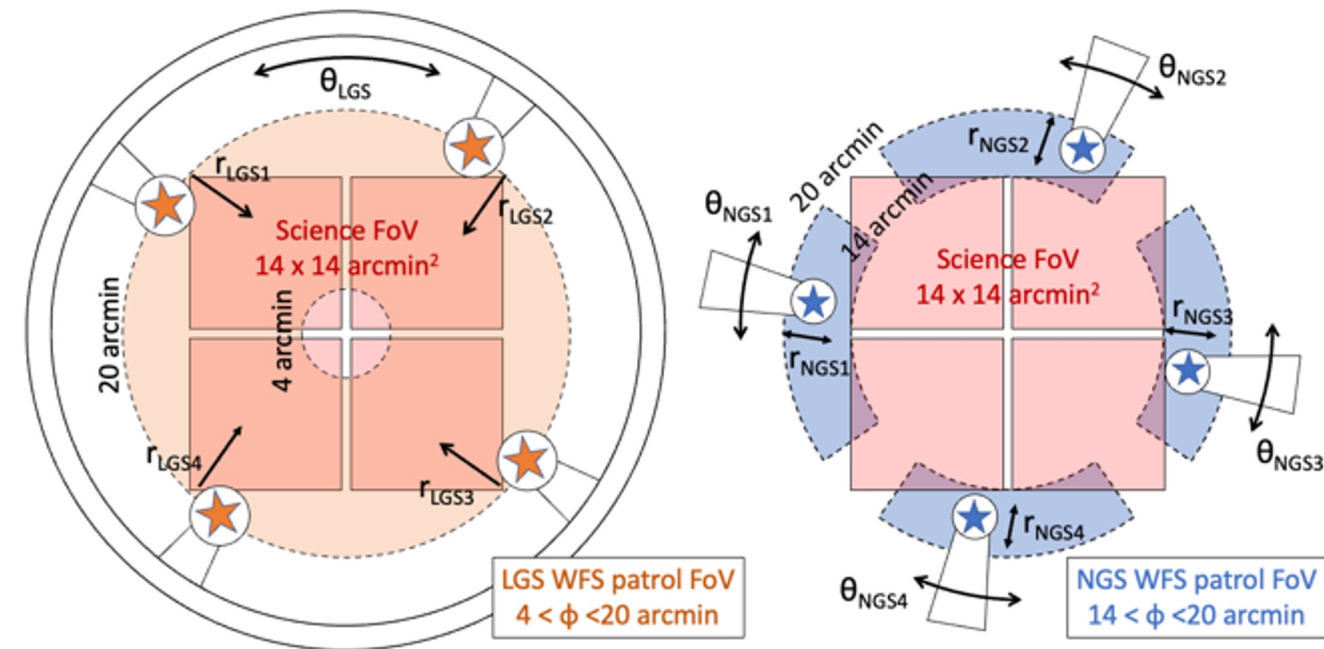 θLGS
rLGS1
rLGS2
Science FoV
14 x 14 arcmin²
20 arcmin
4 arcmin
rLGS4
rLGS3
LGS WFS patrol FoV
4 < ф <20 arcmin
θNGS2
rNGS2
20 arcmin
14 arcmin
θNGS1
Science FoV
14 x 14 arcmin²
rNGS3
rNGS1
θNGS3
rNGS4
θNGS4
NGS WFS patrol FoV
14 < ф <20 arcmin